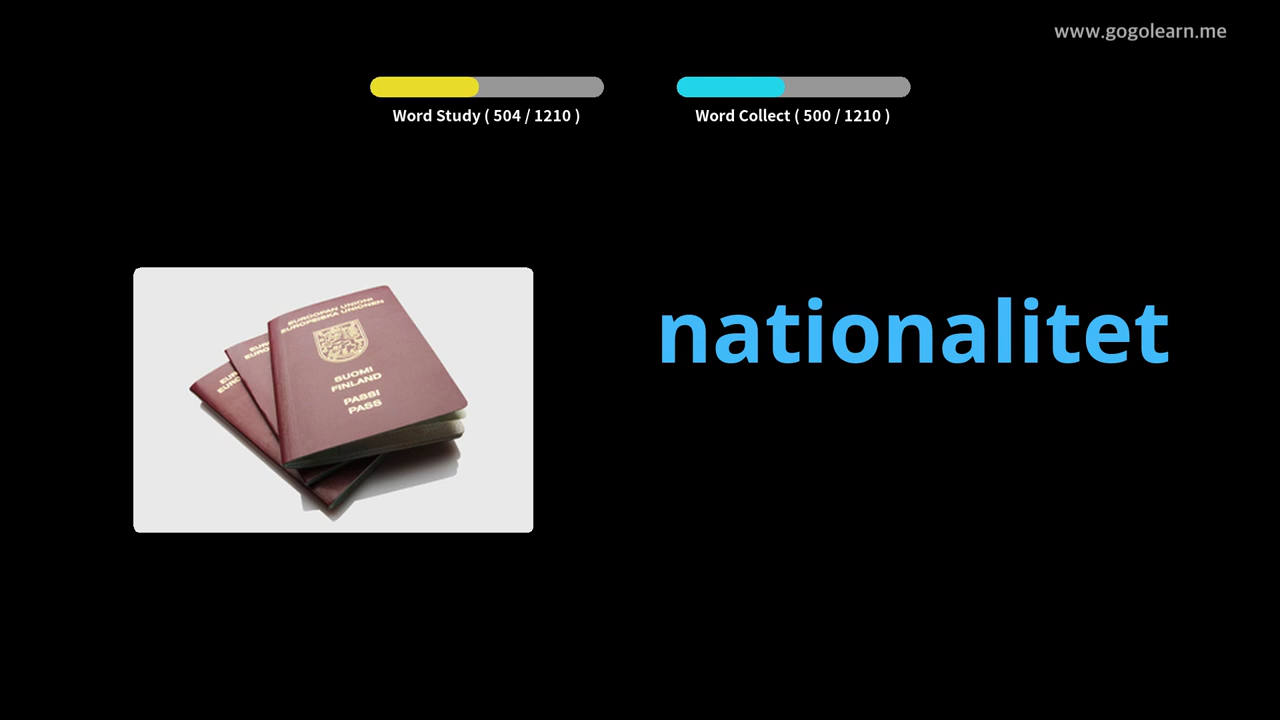 www.gogolearn.me
Word Study ( 504 / 1210 )
Word Collect ( 500 / 1210 )
nationalitet
EUROOPAN UNIONI
EUROPEISKA UNIONEN
SUOMI
FINLAND
PASSI
PASS